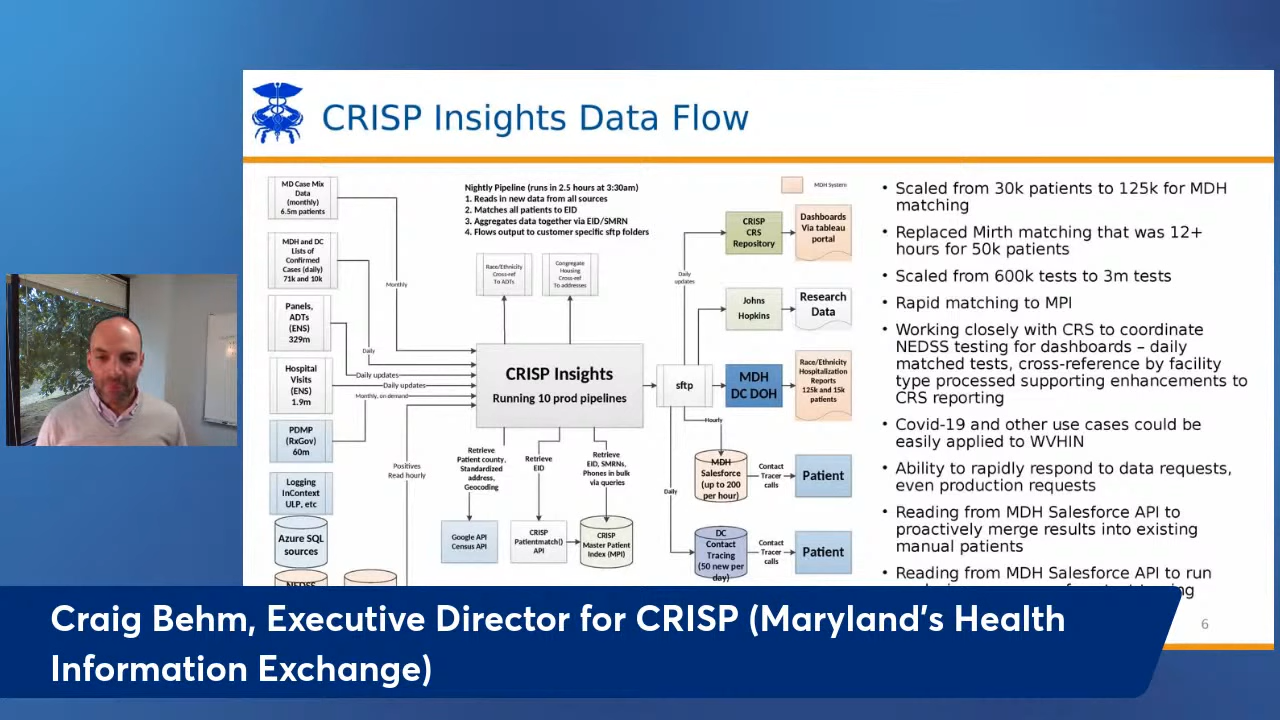 CRISP Insights Data Flow
MD Case Mix
Data
(monthly)
6.5m patients
MDH and DC
Lists of
Confirmed
Cases (daily)
71k and 10k
Panels,
ADTs
(ENS)
329m
Hospital
Visits
(ENS)
1.9m
PDMP
(RxGov)
60m
Logging
InContext
ULP, etc
Azure SQL
sources
NEDSS
Monthly
Daily
Daily updates
Daily updates
Monthly, on demand
Positives
Read hourly
Nightly Pipeline (runs in 2.5 hours at 3:30am)
1. Reads in new data from all sources
2. Matches all patients to EID
3. Aggregates data together via EID/SMRN
4. Flows output to customer specific sftp folders
Race/Ethnicity
Cross-ref
To ADTs
Congregate
Housing
Cross-ref
To addresses
CRISP Insights
Running 10 prod pipelines
Retrieve
Patient county,
Standardized
address,
Geocoding
Retrieve
EID
Retrieve
EID, SMRNs,
Phones in bulk
via queries
Google API
Census API
CRISP
Patientmatch()
API
CRISP
Master Patient
Index (MPI)
sftp
Daily
updates
Hourly
Daily
MDH System
CRISP
CRS
Repository
Dashboards
Via tableau
portal
Johns
Hopkins
Research
Data
MDH
DC DOH
Race/Ethnicity
Hospitalization
Reports
125k and 15k
patients
MDH
Salesforce
(up to 200
per hour)
Contact
Tracer
calls
Patient
DC
Contact
Tracing
(50 new per
day)
Contact
Tracer
calls
Patient
• Scaled from 30k patients to 125k for MDH
matching
• Replaced Mirth matching that was 12+
hours for 50k patients
• Scaled from 600k tests to 3m tests
• Rapid matching to MPI
• Working closely with CRS to coordinate
NEDSS testing for dashboards – daily
matched tests, cross-reference by facility
type processed supporting enhancements to
CRS reporting
• Covid-19 and other use cases could be
easily applied to WVHIN
• Ability to rapidly respond to data requests,
even production requests
• Reading from MDH Salesforce API to
proactively merge results into existing
manual patients
• Reading from MDH Salesforce API to run
6
Craig Behm, Executive Director for CRISP (Maryland's Health
Information Exchange)